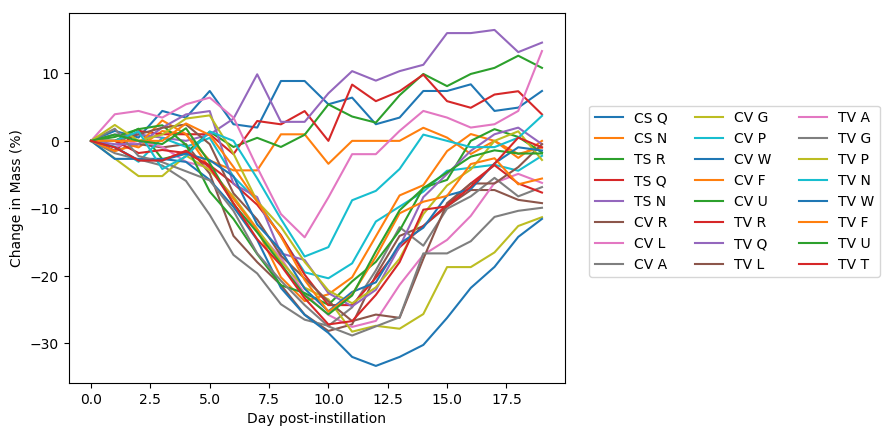 Change in Mass (%)
10
0
−10
−20
−30
0.0 2.5 5.0 7.5 10.0 12.5 15.0 17.5
Day post-instillation
CS Q CV G TV A
CS N CV P TV G
TS R CV W TV P
TS Q CV F TV N
TS N CV U TV W
CV R TV R TV F
CV L TV Q TV U
CV A TV L TV T